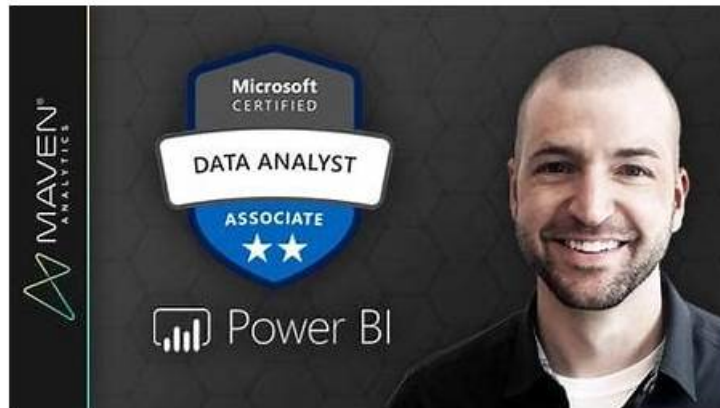 MAVEN®
ANALYTICS
Microsoft
CERTIFIED
DATA ANALYST
ASSOCIATE
Power BI